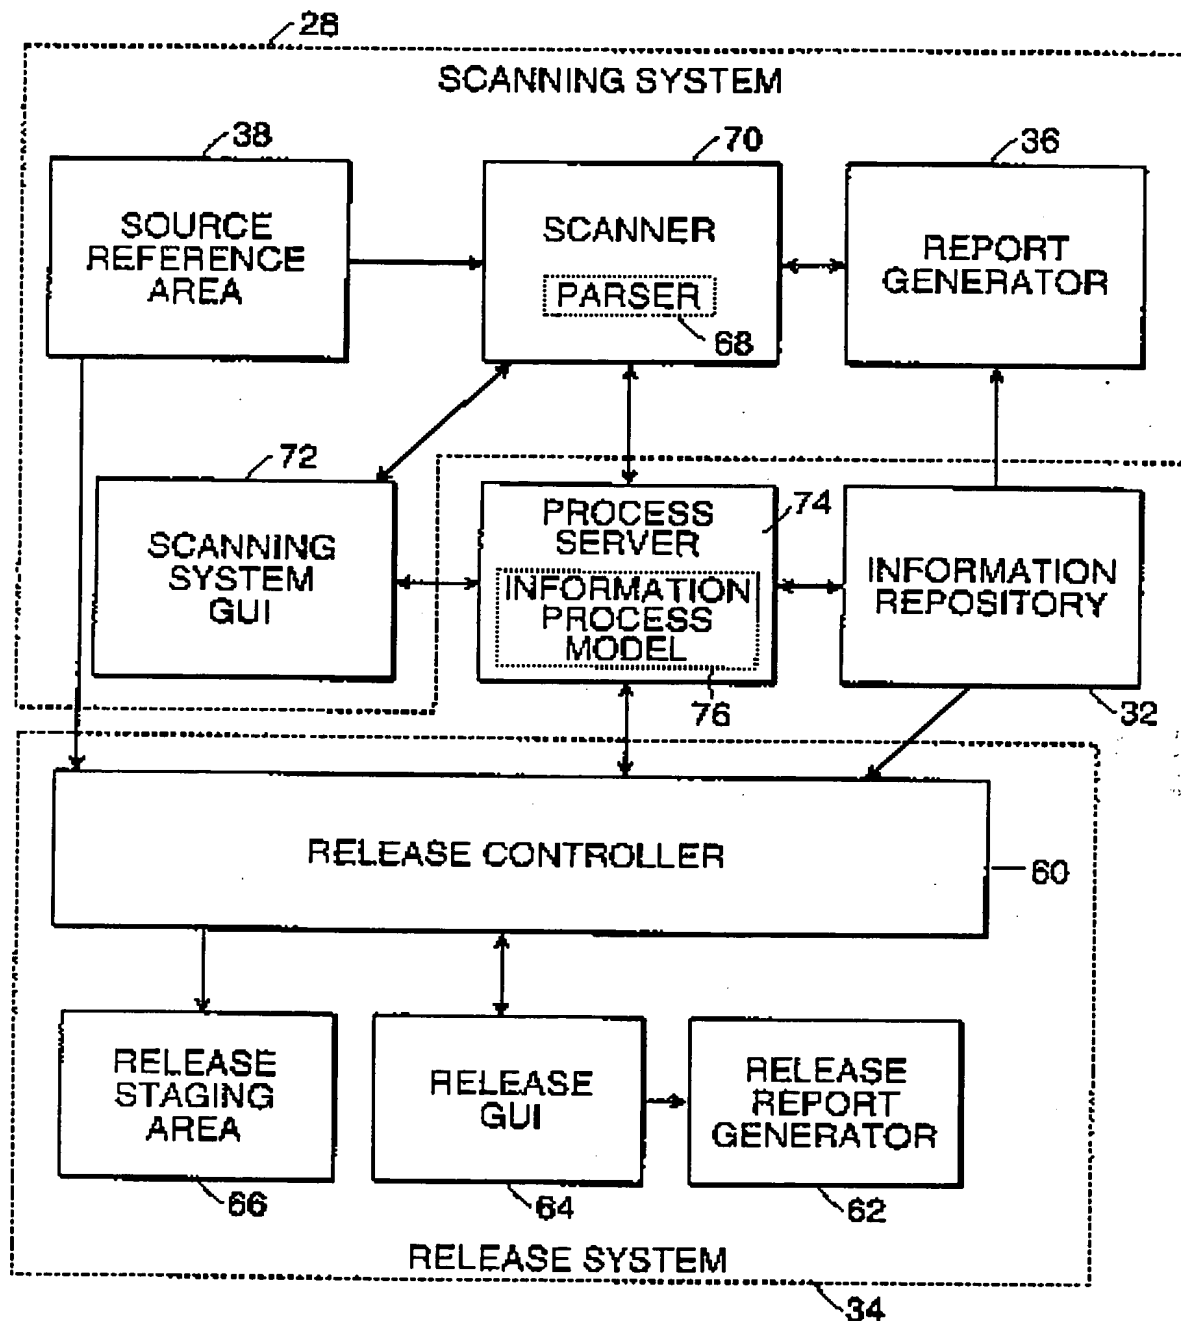 28
SCANNING SYSTEM
38
70
36
SOURCE
REFERENCE
AREA
SCANNER
PARSER
68
REPORT
GENERATOR
72
SCANNING
SYSTEM
GUI
PROCESS
SERVER
74
INFORMATION
PROCESS
MODEL
76
INFORMATION
REPOSITORY
32
RELEASE CONTROLLER
60
RELEASE
STAGING
AREA
66
RELEASE
GUI
64
RELEASE
REPORT
GENERATOR
62
RELEASE SYSTEM
34